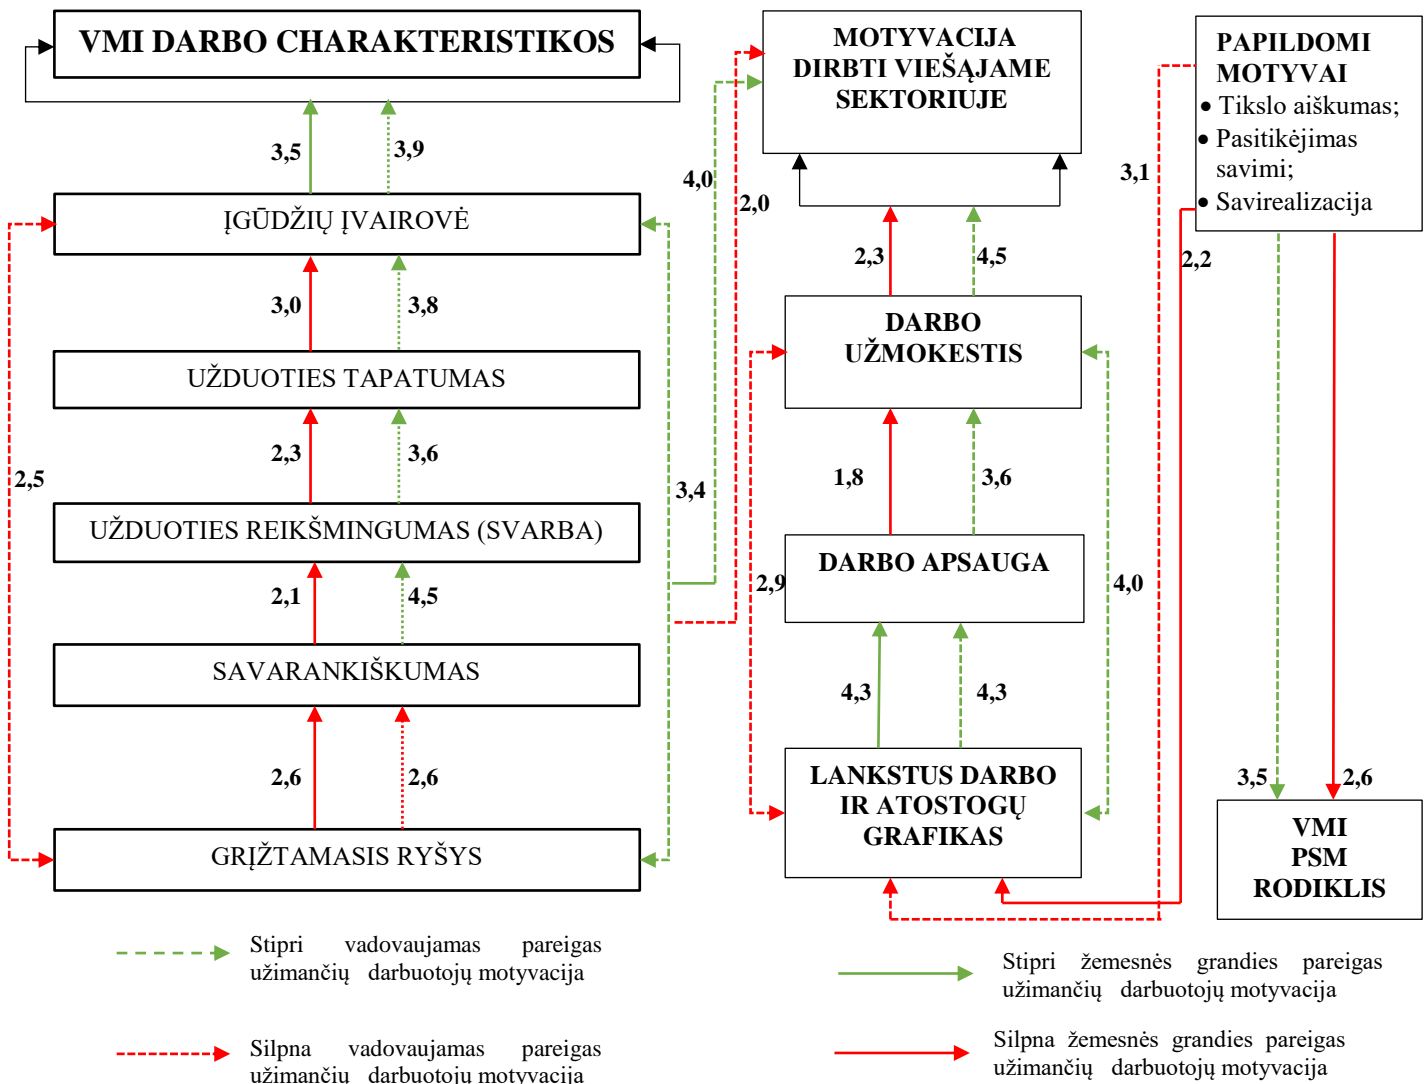 VMI DARBO CHARAKTERISTIKOS
3,5
3,9
ĮGŪDŽIŲ ĮVAIROVĖ
3,0
3,8
UŽDUOTIES TAPATUMAS
2,3
3,6
2,5
3,4
UŽDUOTIES REIKŠMINGUMAS (SVARBA)
2,1
4,5
SAVARANKIŠKUMAS
2,6
2,6
GRĮŽTAMASIS RYŠYS
4,0
2,0
MOTYVACIJA
DIRBTI VIEŠĄJAME
SEKTORIUJE
2,3
4,5
DARBO
UŽMOKESTIS
1,8
3,6
DARBO APSAUGA
2,9
4,0
4,3
4,3
LANKSTUS DARBO
IR ATOSTOGŲ
GRAFIKAS
PAPILDOMI
MOTYVAI
• Tikslo aiškumas;
• Pasitikėjimas
savimi;
• Savirealizacija
3,1
2,2
3,5
2,6
VMI
PSM
RODIKLIS
Stipri vadovaujamas pareigas
užimančių darbuotojų motyvacija
Silpna vadovaujamas pareigas
užimančių darbuotojų motyvacija
Stipri žemesnės grandies pareigas
užimančių darbuotojų motyvacija
Silpna žemesnės grandies pareigas
užimančių darbuotojų motyvacija